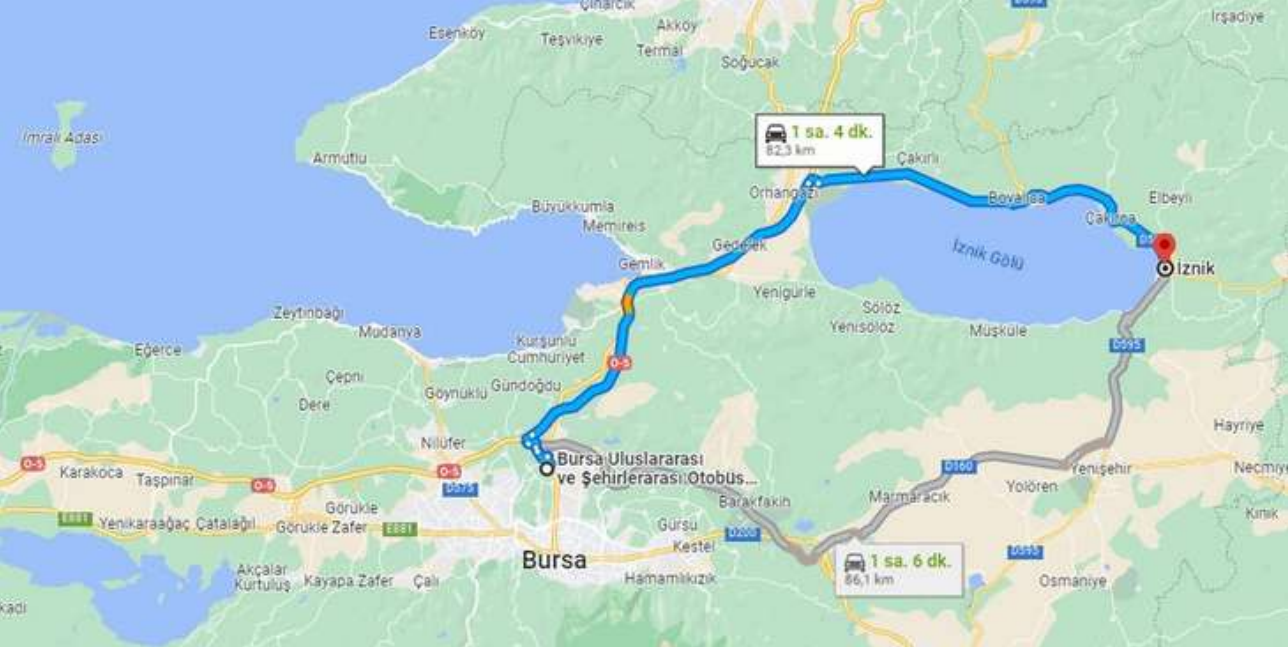 Çınarcık
Esenköy
Teşvikiye
Akköy
Termal
Soğucak
İrşadiye
İmralı Adası
Armutlu
1 sa. 4 dk.
82,3 km
Çakırlı
Orhangazi
Boyalıca
Elbeyli
Büyükkumla
Memireis
Çakırca
Gedelek
Gemlik
İznik Gölü
İznik
Yenigürle
Sölöz
Yenisölöz
Müşküle
Zeytinbağı
Mudanya
Eğerce
Kurşunlu
Cumhuriyet
D595
O-5
Çepni
Göynüklü
Gündoğdu
Dere
Hayriye
Nilüfer
Bursa Uluslararası
ve Şehirlerarası Otobüs...
O-5
Karakoca
Taşpınar
O-5
O-5
D575
D160
Yenişehir
Yolören
Barakfakih
Marmaracık
Görükle
E881
Yenikaraağaç
Çatalağıl
Görükle Zafer
E881
Gürsu
Kestel
D200
Bursa
1 sa. 6 dk.
86,1 km
D595
Akçalar
Kurtuluş
Kayapa Zafer
Çalı
Hamamlıkızık
Osmaniye